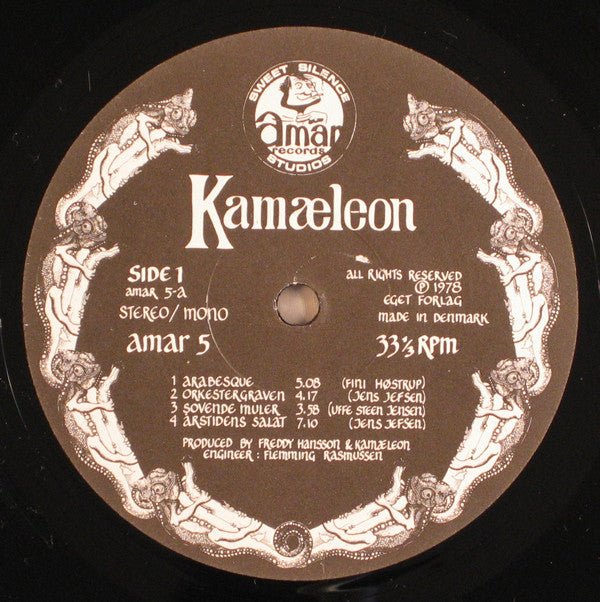 SWEET SILENCE
amar
records
STUDIOS
Kamæleon
SIDE 1
amar 5-a
STEREO/MONO
amar 5
ALL RIGHTS RESERVED
℗ 1978
EGET FORLAG
MADE IN DENMARK
33⅓ RPM
1 ARABESQUE 5.08 (FINI HØSTRUP)
2 ORKESTERGRAVEN 4.17 (JENS JEFSEN)
3 SOVENDE MULER 3.58 (UFFE STEEN JENSEN)
4 ÅRSTIDENS SALAT 7.10 (JENS JEFSEN)
PRODUCED BY FREDDY HANSSON & KAMÆLEON
ENGINEER: FLEMMING RASMUSSEN